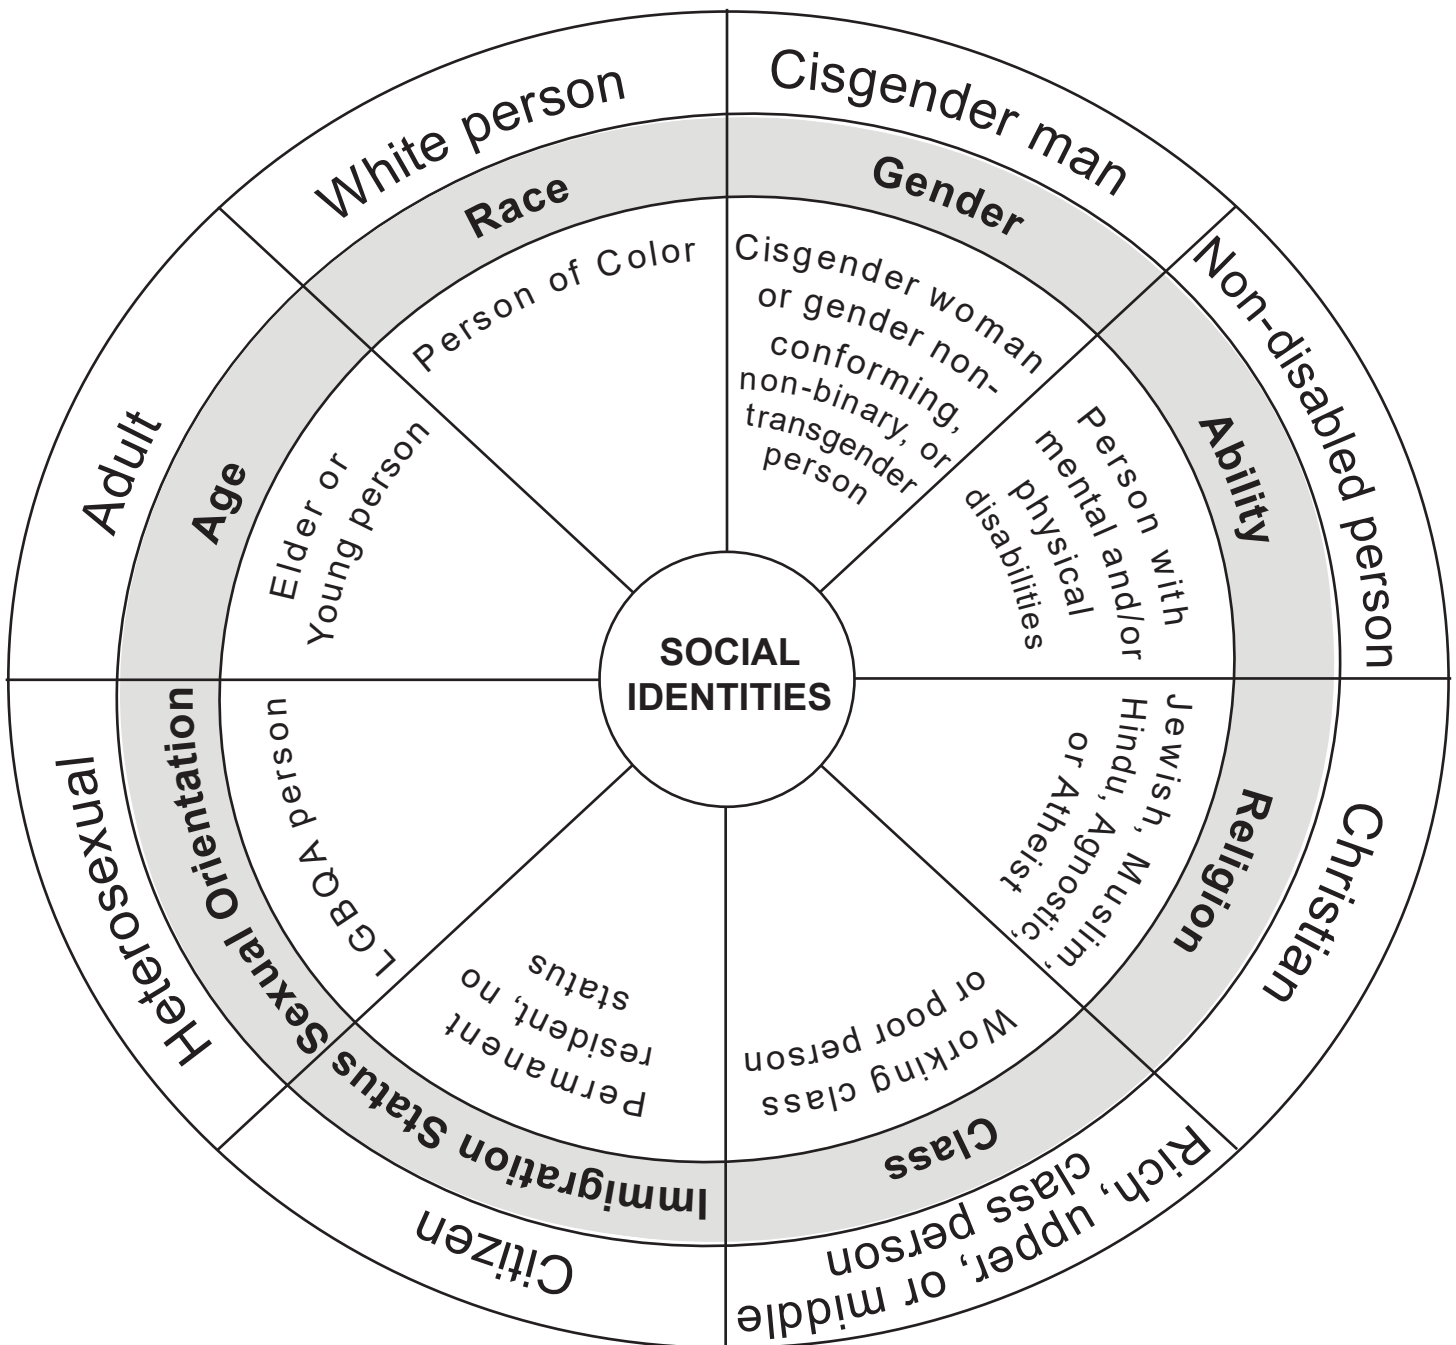 White person
Race
Person of Color
Cisgender man
Gender
Cisgender woman
or gender non-
conforming,
non-binary, or
transgender
person
Non-disabled person
Ability
Person with
mental and/or
physical
disabilities
Christian
Religion
Jewish, Muslim,
Hindu, Agnostic,
or Atheist
Rich, upper, or middle
class person
Class
Working class
or poor person
Citizen
Immigration Status
Permanent
resident, no
status
Heterosexual
Sexual Orientation
LGBQA person
Adult
Age
Elder or
Young person
SOCIAL
IDENTITIES